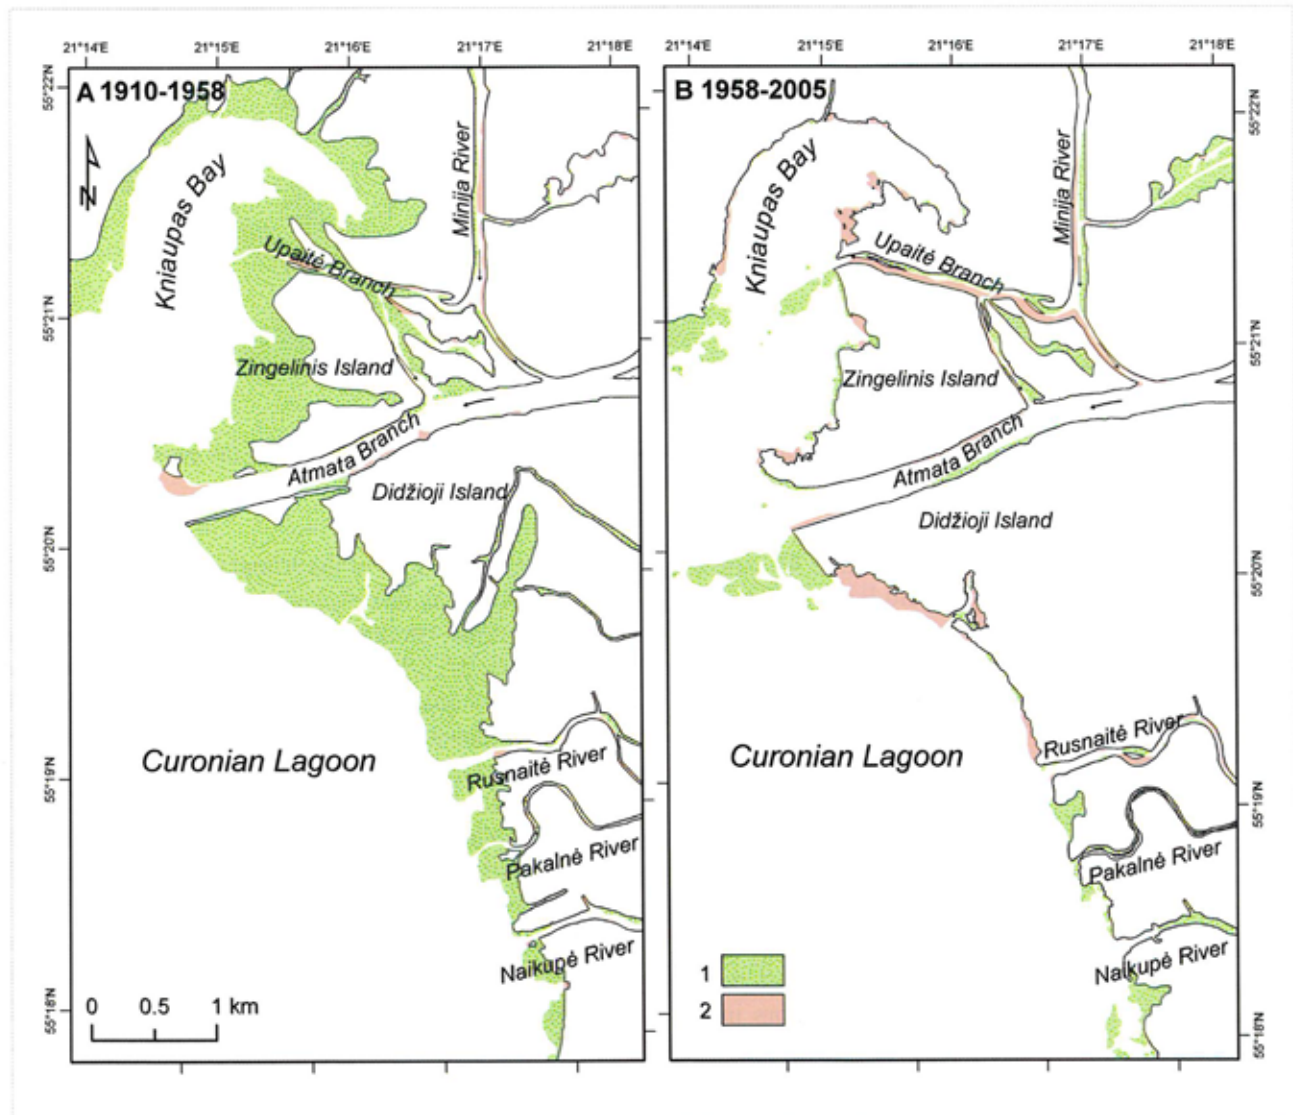 21°14'E 21°15'E 21°16'E 21°17'E 21°18'E
21°14'E 21°15'E 21°16'E 21°17'E 21°18'E
A 1910-1958
55°22'N
N
Kniaupas Bay
Minija River
Upaitė Branch
55°21'N
Zingelinis Island
Atmata Branch
Didžioji Island
55°20'N
Curonian Lagoon
55°19'N
Rusnaitė River
Pakalnė River
Naikupė River
0 0.5 1 km
55°18'N
B 1958-2005
55°22'N
Kniaupas Bay
Minija River
Upaitė Branch
55°21'N
Zingelinis Island
Atmata Branch
Didžioji Island
55°20'N
Rusnaitė River
Curonian Lagoon
55°19'N
Pakalnė River
Naikupė River
1
2
55°18'N